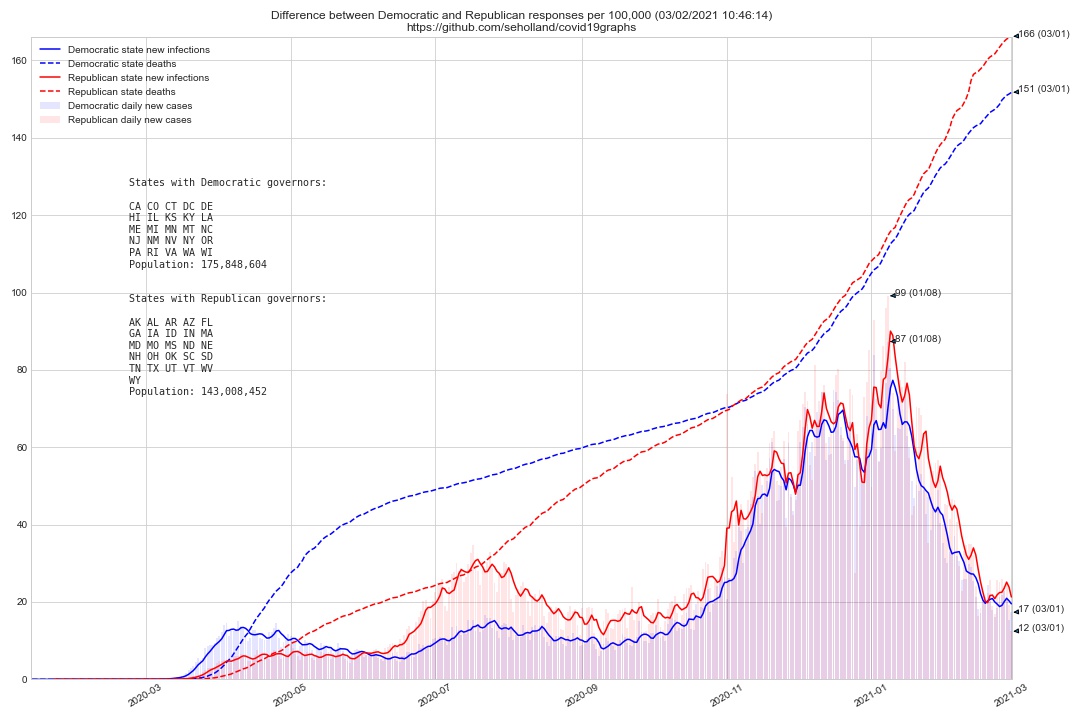 Difference between Democratic and Republican responses per 100,000 (03/02/2021 10:46:14)
https://github.com/seholland/covid19graphs
Democratic state new infections
Democratic state deaths
Republican state new infections
Republican state deaths
Democratic daily new cases
Republican daily new cases
States with Democratic governors:
CA CO CT DC DE
HI IL KS KY LA
ME MI MN MT NC
NJ NM NV NY OR
PA RI VA WA WI
Population: 175,848,604
States with Republican governors:
AK AL AR AZ FL
GA IA ID IN MA
MD MO MS ND NE
NH OH OK SC SD
TN TX UT VT WV
WY
Population: 143,008,452
166 (03/01)
151 (03/01)
99 (01/08)
87 (01/08)
17 (03/01)
12 (03/01)
160
140
120
100
80
60
40
20
0
2020-03
2020-05
2020-07
2020-09
2020-11
2021-01
2021-03